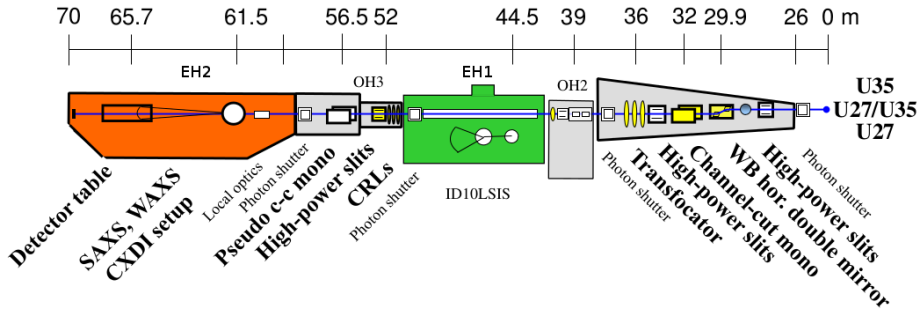 70 65.7 61.5 56.5 52 44.5 39 36 32 29.9 26 0 m
EH2
OH3
EH1
OH2
U35
U27/U35
U27
ID10LSIS
Detector table
SAXS, WAXS
CXDI setup
Local optics
Photon shutter
Pseudo c-c mono
High-power slits
CRLs
Photon shutter
Photon shutter
Transfocator
High-power slits
Channel-cut mono
WB hor. double mirror
High-power slits
Photon shutter